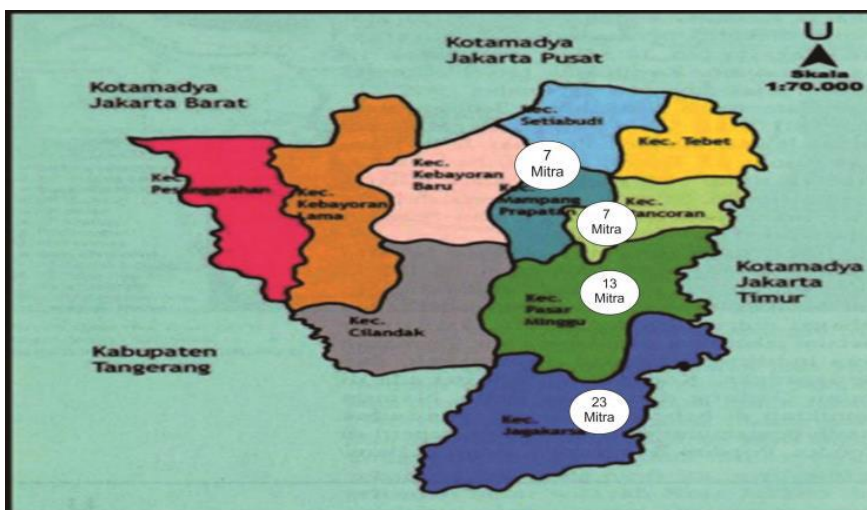 Kotamadya
Jakarta Pusat
U
Skala
1:70.000
Kotamadya
Jakarta Barat
Kec.
Setiabudi
Kec. Tebet
7
Mitra
Kec.
Kebayoran
Baru
Kec.
Pesanggrahan
Kec.
Kebayoran
Lama
Kec.
Mampang
Prapatan
Kec.
Pancoran
7
Mitra
Kotamadya
Jakarta
Timur
13
Mitra
Kec.
Pasar
Minggu
Kec.
Cilandak
Kabupaten
Tangerang
23
Mitra
Kec.
Jagakarsa